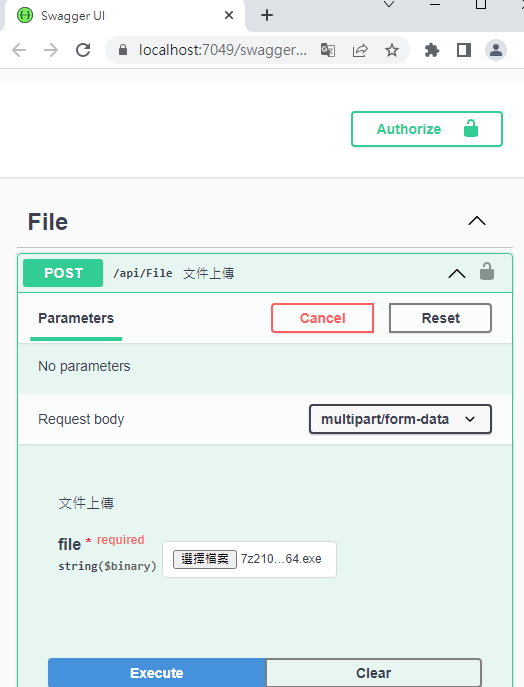 Swagger UI
localhost:7049/swagger...
Authorize
File
POST /api/File 文件上傳
Parameters Cancel Reset
No parameters
Request body multipart/form-data
文件上傳
file * required
string($binary) 選擇檔案 7z210...64.exe
Execute Clear